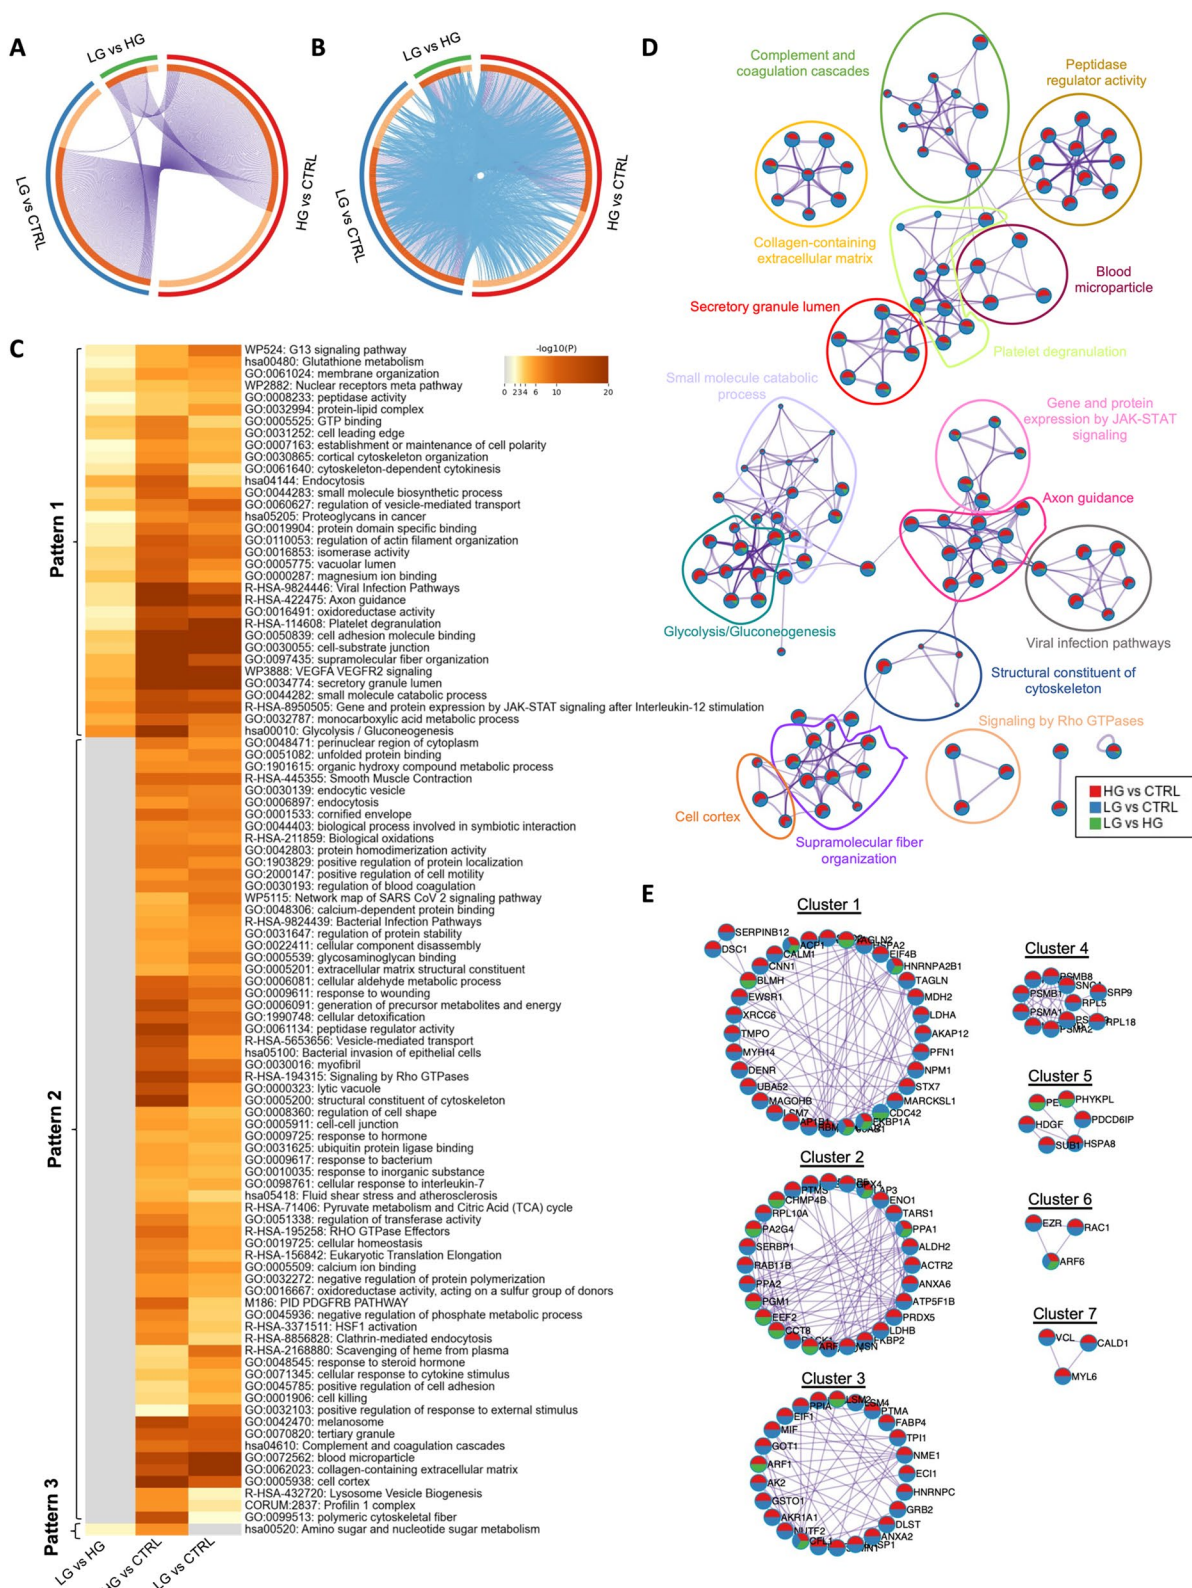 A
LG vs HG
LG vs CTRL
HG vs CTRL
B
LG vs HG
LG vs CTRL
HG vs CTRL
C
Pattern 1
Pattern 2
Pattern 3
-log10(P)
0 2 3 4 6 10 20
WP524: G13 signaling pathway
hsa00480: Glutathione metabolism
GO:0061024: membrane organization
WP2882: Nuclear receptors meta pathway
GO:0008233: peptidase activity
GO:0032994: protein-lipid complex
GO:0005525: GTP binding
GO:0031252: cell leading edge
GO:0007163: establishment or maintenance of cell polarity
GO:0030865: cortical cytoskeleton organization
GO:0061640: cytoskeleton-dependent cytokinesis
hsa04144: Endocytosis
GO:0044283: small molecule biosynthetic process
GO:0060627: regulation of vesicle-mediated transport
hsa05205: Proteoglycans in cancer
GO:0019904: protein domain specific binding
GO:0110053: regulation of actin filament organization
GO:0016853: isomerase activity
GO:0005775: vacuolar lumen
GO:0000287: magnesium ion binding
R-HSA-9824446: Viral Infection Pathways
R-HSA-422475: Axon guidance
GO:0016491: oxidoreductase activity
R-HSA-114608: Platelet degranulation
GO:0050839: cell adhesion molecule binding
GO:0030055: cell-substrate junction
GO:0097435: supramolecular fiber organization
WP3888: VEGFA VEGFR2 signaling
GO:0034774: secretory granule lumen
GO:0044282: small molecule catabolic process
R-HSA-8950505: Gene and protein expression by JAK-STAT signaling after Interleukin-12 stimulation
GO:0032787: monocarboxylic acid metabolic process
hsa00010: Glycolysis / Gluconeogenesis
GO:0048471: perinuclear region of cytoplasm
GO:0051082: unfolded protein binding
GO:1901615: organic hydroxy compound metabolic process
R-HSA-445355: Smooth Muscle Contraction
GO:0030139: endocytic vesicle
GO:0006897: endocytosis
GO:0001533: cornified envelope
GO:0044403: biological process involved in symbiotic interaction
R-HSA-211859: Biological oxidations
GO:0042803: protein homodimerization activity
GO:1903829: positive regulation of protein localization
GO:2000147: positive regulation of cell motility
GO:0030193: regulation of blood coagulation
WP5115: Network map of SARS CoV 2 signaling pathway
GO:0048306: calcium-dependent protein binding
R-HSA-9824439: Bacterial Infection Pathways
GO:0031647: regulation of protein stability
GO:0022411: cellular component disassembly
GO:0005539: glycosaminoglycan binding
GO:0005201: extracellular matrix structural constituent
GO:0006081: cellular aldehyde metabolic process
GO:0009611: response to wounding
GO:0006091: generation of precursor metabolites and energy
GO:1990748: cellular detoxification
GO:0061134: peptidase regulator activity
R-HSA-5653656: Vesicle-mediated transport
hsa05100: Bacterial invasion of epithelial cells
GO:0030016: myofibril
R-HSA-194315: Signaling by Rho GTPases
GO:0000323: lytic vacuole
GO:0005200: structural constituent of cytoskeleton
GO:0008360: regulation of cell shape
GO:0005911: cell-cell junction
GO:0009725: response to hormone
GO:0031625: ubiquitin protein ligase binding
GO:0009617: response to bacterium
GO:0010035: response to inorganic substance
GO:0098761: cellular response to interleukin-7
hsa05418: Fluid shear stress and atherosclerosis
R-HSA-71406: Pyruvate metabolism and Citric Acid (TCA) cycle
GO:0051338: regulation of transferase activity
R-HSA-195258: RHO GTPase Effectors
GO:0019725: cellular homeostasis
R-HSA-156842: Eukaryotic Translation Elongation
GO:0005509: calcium ion binding
GO:0032272: negative regulation of protein polymerization
GO:0016667: oxidoreductase activity, acting on a sulfur group of donors
M186: PID PDGFRB PATHWAY
GO:0045936: negative regulation of phosphate metabolic process
R-HSA-3371511: HSF1 activation
R-HSA-8856828: Clathrin-mediated endocytosis
R-HSA-2168880: Scavenging of heme from plasma
GO:0048545: response to steroid hormone
GO:0071345: cellular response to cytokine stimulus
GO:0045785: positive regulation of cell adhesion
GO:0001906: cell killing
GO:0032103: positive regulation of response to external stimulus
GO:0042470: melanosome
GO:0070820: tertiary granule
hsa04610: Complement and coagulation cascades
GO:0072562: blood microparticle
GO:0062023: collagen-containing extracellular matrix
GO:0005938: cell cortex
R-HSA-432720: Lysosome Vesicle Biogenesis
CORUM:2837: Profilin 1 complex
GO:0099513: polymeric cytoskeletal fiber
hsa00520: Amino sugar and nucleotide sugar metabolism
LG vs HG
HG vs CTRL
LG vs CTRL
D
Complement and
coagulation cascades
Peptidase
regulator activity
Collagen-containing
extracellular matrix
Blood
microparticle
Secretory granule lumen
Platelet degranulation
Small molecule catabolic
process
Gene and protein
expression by JAK-STAT
signaling
Axon guidance
Glycolysis/Gluconeogenesis
Viral infection pathways
Structural constituent of
cytoskeleton
Signaling by Rho GTPases
Cell cortex
Supramolecular fiber
organization
HG vs CTRL
LG vs CTRL
LG vs HG
E
Cluster 1
SERPINB12
DSC1
ACP1
TAGLN2
CALM1
EIF4B
CNN1
HNRNPA2B1
BLMH
TAGLN
EWSR1
MDH2
XRCC6
LDHA
TMPO
AKAP12
MYH14
PFN1
DENR
NPM1
UBA52
STX7
MAGOHB
MARCKSL1
LSM7
CDC42
AP1B1
FKBP1A
Cluster 2
PTMS
GPX4
LAP3
CHMP4B
ENO1
RPL10A
TARS1
PA2G4
PPA1
SERBP1
ALDH2
RAB11B
ACTR2
PPA2
ANXA6
PGM1
ATP5F1B
EEF2
PRDX5
CCT8
LDHB
FKBP2
MSN
Cluster 3
PPIA
LSM2
LSM4
EIF1
PTMA
MIF
FABP4
GOT1
TPI1
ARF1
NME1
AK2
ECI1
GSTO1
HNRNPC
AKR1A1
GRB2
NUTF2
DLST
CFL1
ANXA2
Cluster 4
PSMB8
PSMB1
SRP9
RPL5
PSMA1
RPL18
PSMA2
Cluster 5
PHYKPL
PDCD6IP
HDGF
SUB1
HSPA8
Cluster 6
EZR
RAC1
ARF6
Cluster 7
VCL
CALD1
MYL6